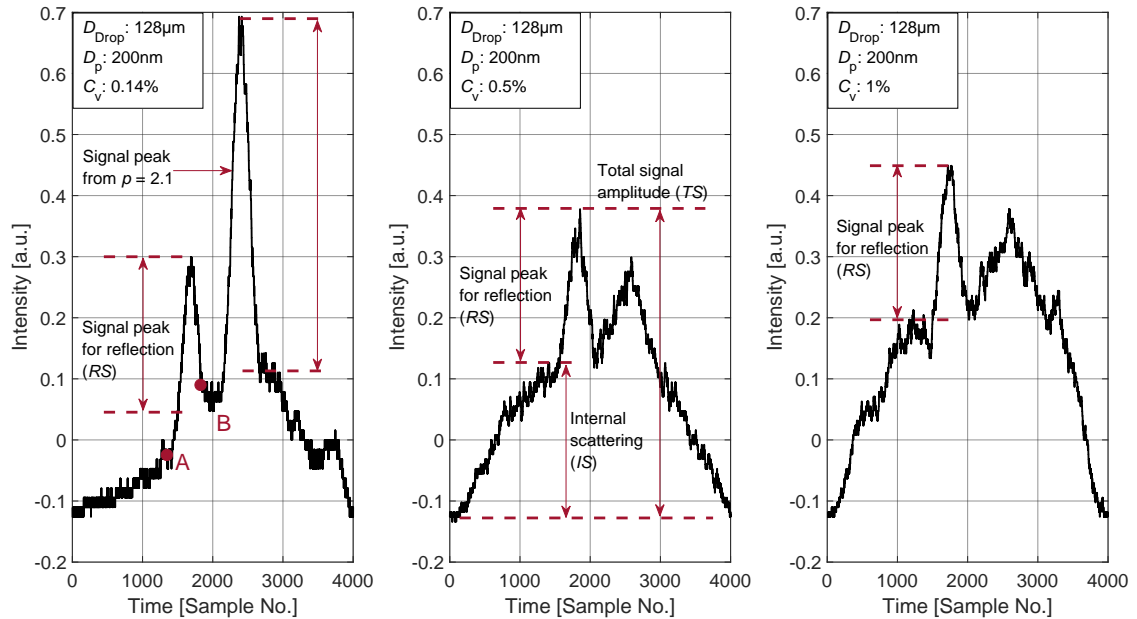 D_Drop: 128µm
D_p: 200nm
C_v: 0.14%
Signal peak
from p = 2.1
Signal peak
for reflection
(RS)
A
B
0.7
0.6
0.5
0.4
0.3
0.2
0.1
0
-0.1
-0.2
Intensity [a.u.]
0 1000 2000 3000 4000
Time [Sample No.]
D_Drop: 128µm
D_p: 200nm
C_v: 0.5%
Total signal
amplitude (TS)
Signal peak
for reflection
(RS)
Internal
scattering
(IS)
0.7
0.6
0.5
0.4
0.3
0.2
0.1
0
-0.1
-0.2
Intensity [a.u.]
0 1000 2000 3000 4000
Time [Sample No.]
D_Drop: 128µm
D_p: 200nm
C_v: 1%
Signal peak
for reflection
(RS)
0.7
0.6
0.5
0.4
0.3
0.2
0.1
0
-0.1
-0.2
Intensity [a.u.]
0 1000 2000 3000 4000
Time [Sample No.]